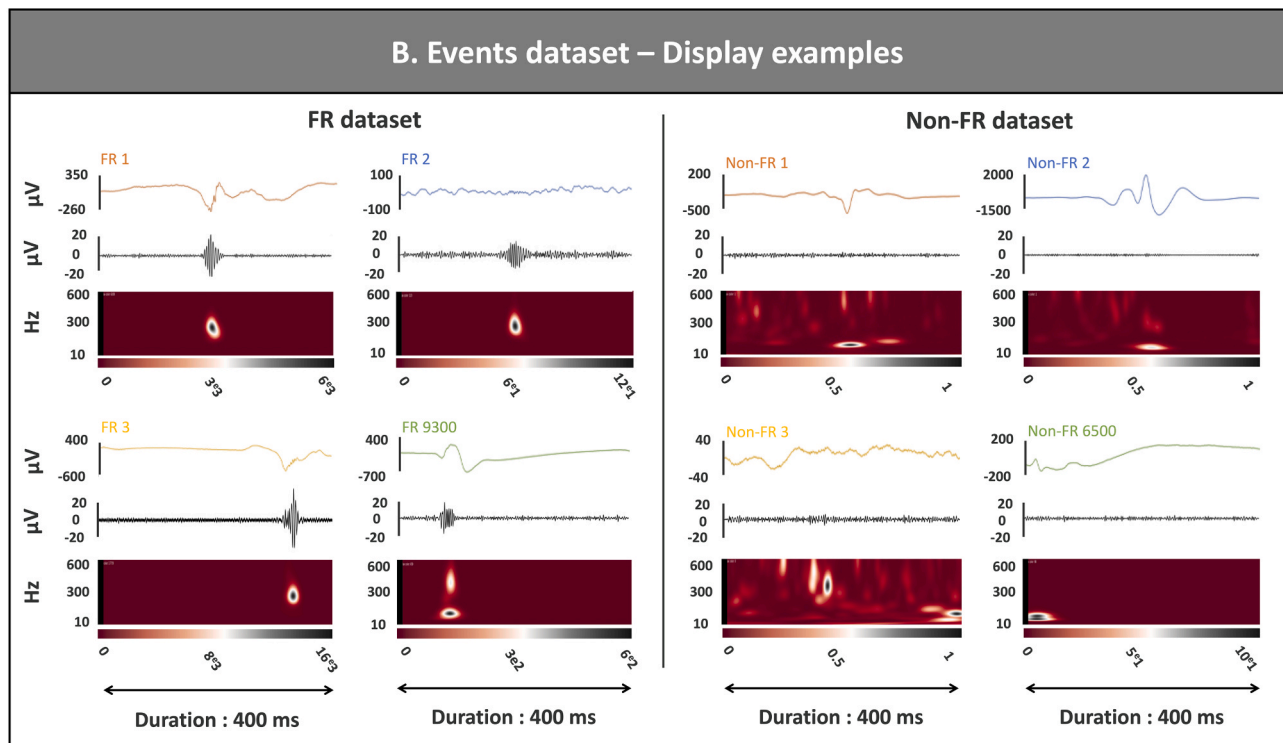 B. Events dataset – Display examples
FR dataset
Non-FR dataset
FR 1
FR 2
Non-FR 1
Non-FR 2
µV
350
-260
100
-100
200
-500
2000
-1500
µV
20
0
-20
20
0
-20
20
0
-20
20
0
-20
Hz
600
300
10
600
300
10
600
300
10
600
300
10
0
3e3
6e3
0
6e1
12e1
0
0.5
1
0
0.5
1
FR 3
FR 9300
Non-FR 3
Non-FR 6500
µV
400
-600
400
-700
40
-40
200
-200
µV
20
0
-20
20
0
-20
20
0
-20
20
0
-20
Hz
600
300
10
600
300
10
600
300
10
600
300
10
0
8e3
16e3
0
3e2
6e2
0
0.5
1
0
5e1
10e1
Duration : 400 ms
Duration : 400 ms
Duration : 400 ms
Duration : 400 ms